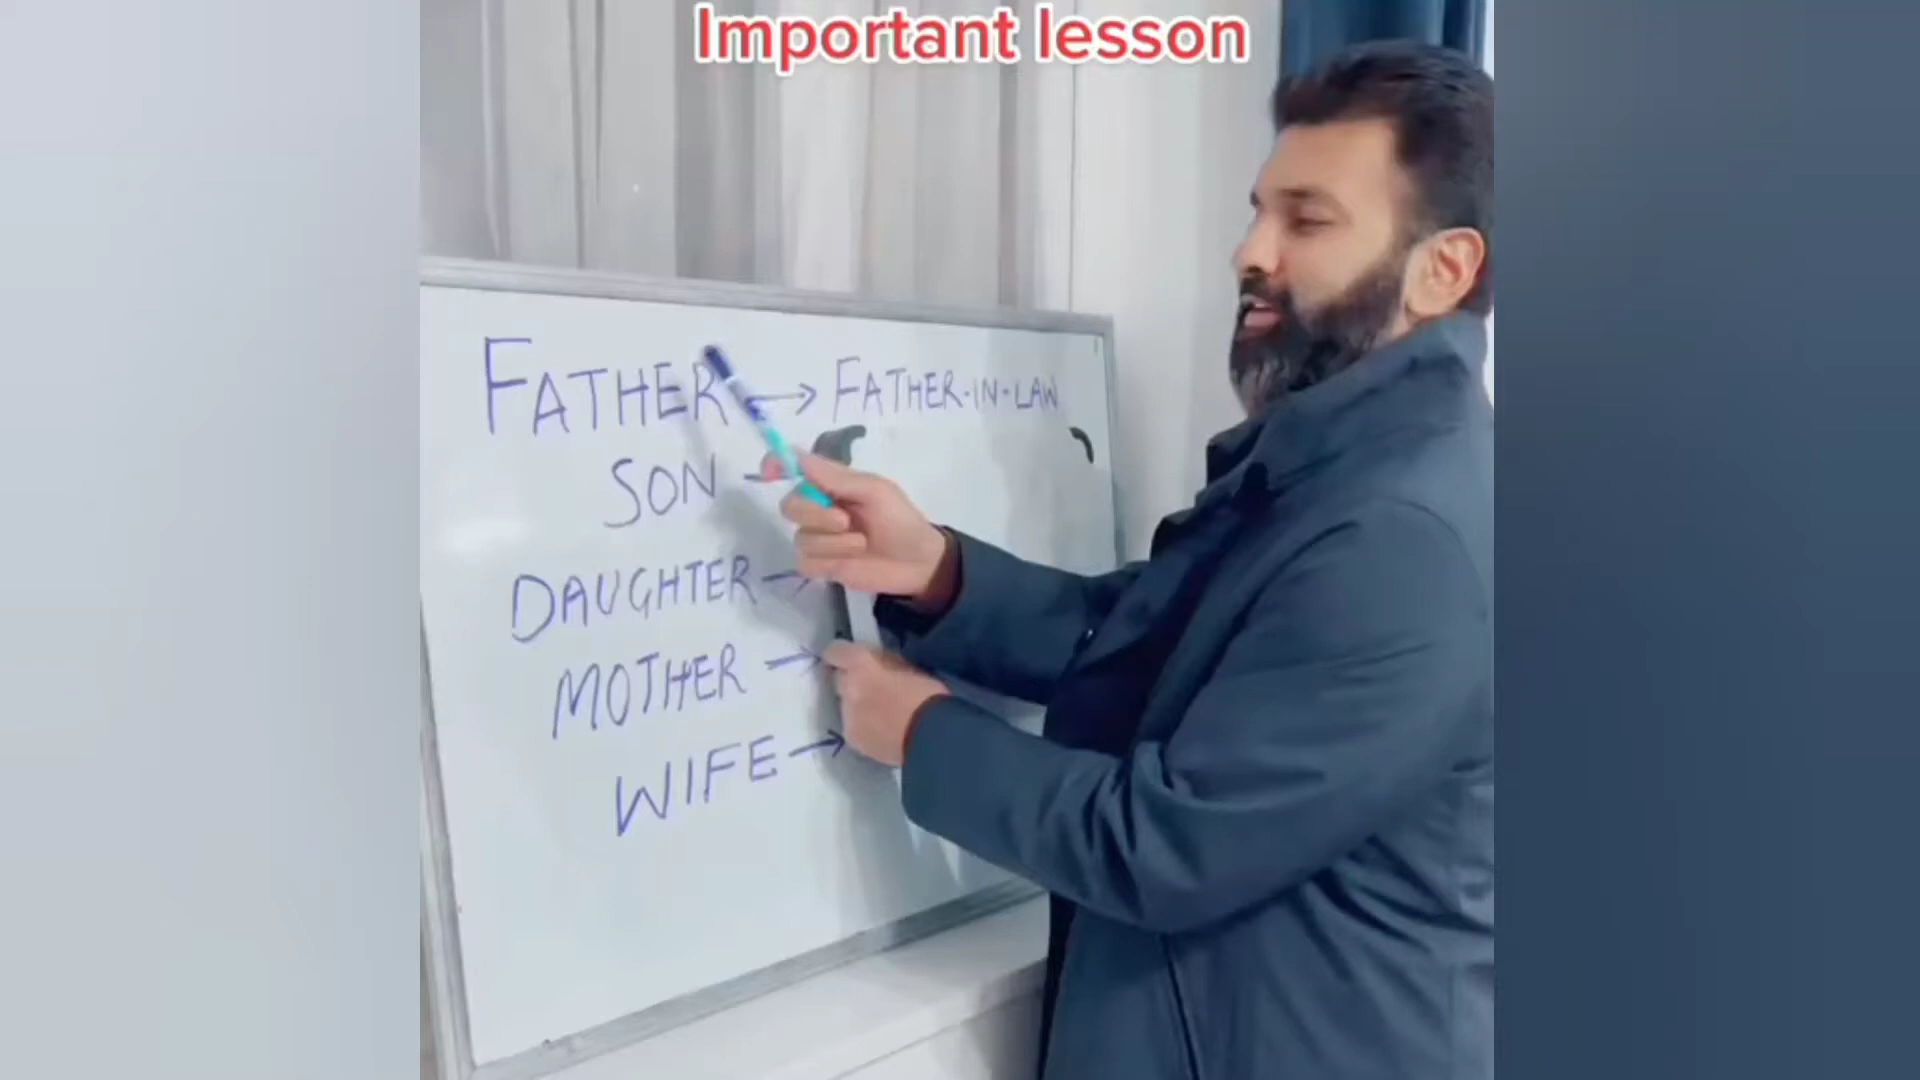 Important lesson
FATHER → FATHER-IN-LAW
SON
DAUGHTER →
MOTHER →
WIFE →